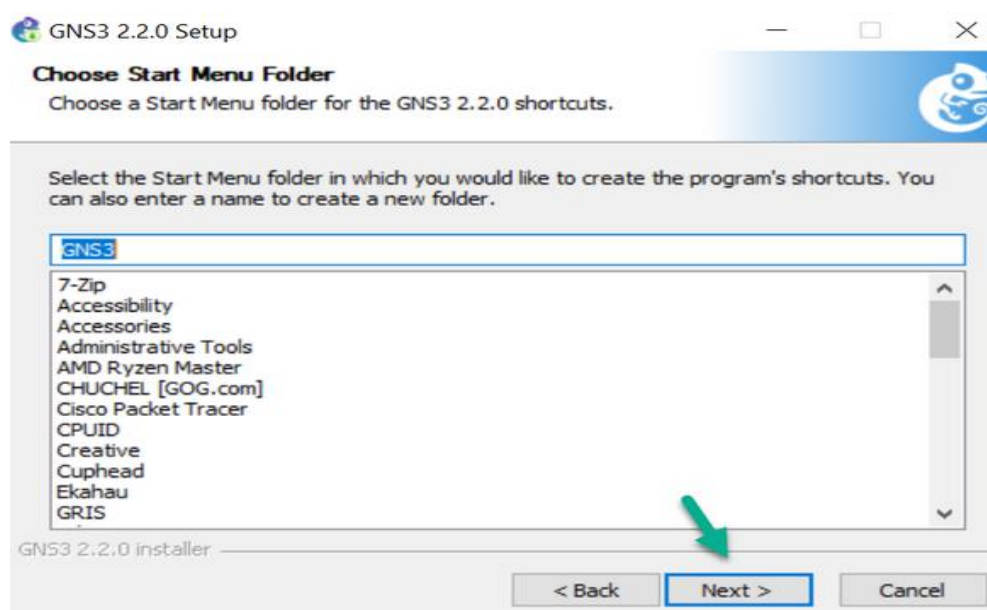 GNS3 2.2.0 Setup
Choose Start Menu Folder
Choose a Start Menu folder for the GNS3 2.2.0 shortcuts.
Select the Start Menu folder in which you would like to create the program's shortcuts. You
can also enter a name to create a new folder.
GNS3
7-Zip
Accessibility
Accessories
Administrative Tools
AMD Ryzen Master
CHUCHEL [GOG.com]
Cisco Packet Tracer
CPUID
Creative
Cuphead
Ekahau
GRIS
GNS3 2.2.0 installer
< Back Next > Cancel